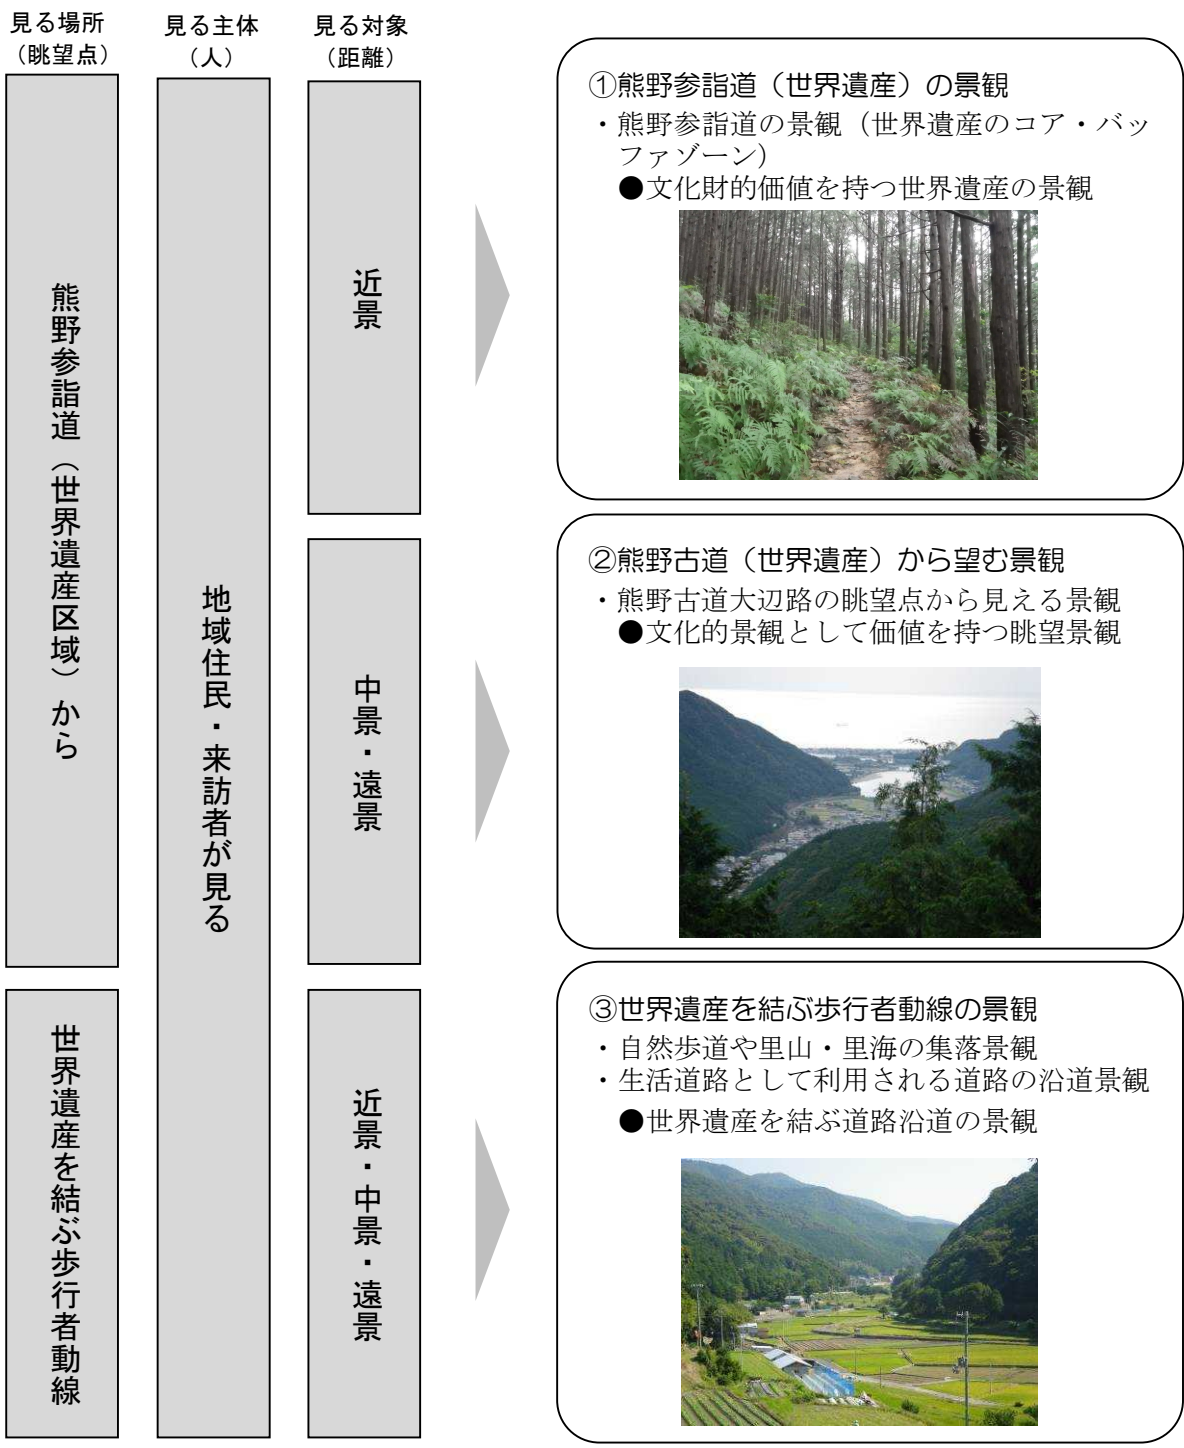 見る場所
（眺望点）
見る主体
（人）
見る対象
（距離）
熊野参詣道（世界遺産区域）から
世界遺産を結ぶ歩行者動線
地域住民・来訪者が見る
近景
中景・遠景
近景・中景・遠景
①熊野参詣道（世界遺産）の景観
・熊野参詣道の景観（世界遺産のコア・バッ
ファゾーン）
●文化財的価値を持つ世界遺産の景観
②熊野古道（世界遺産）から望む景観
・熊野古道大辺路の眺望点から見える景観
●文化的景観として価値を持つ眺望景観
③世界遺産を結ぶ歩行者動線の景観
・自然歩道や里山・里海の集落景観
・生活道路として利用される道路の沿道景観
●世界遺産を結ぶ道路沿道の景観